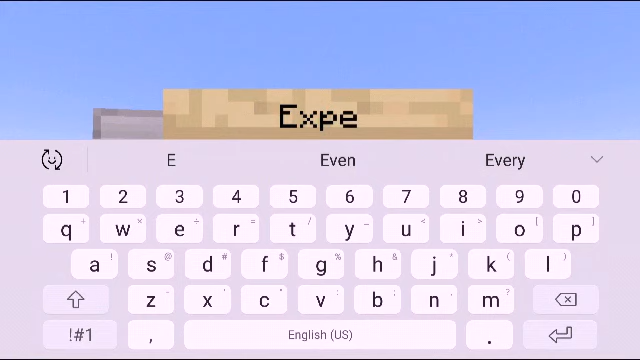 Expe
E Even Every
1 2 3 4 5 6 7 8 9 0
q + w × e ÷ r = t / y _ u < i > o [ p ]
a ! s @ d # f $ g % h & j * k ( l )
z - x ' c " v : b ; n , m ?
!#1 , English (US) .